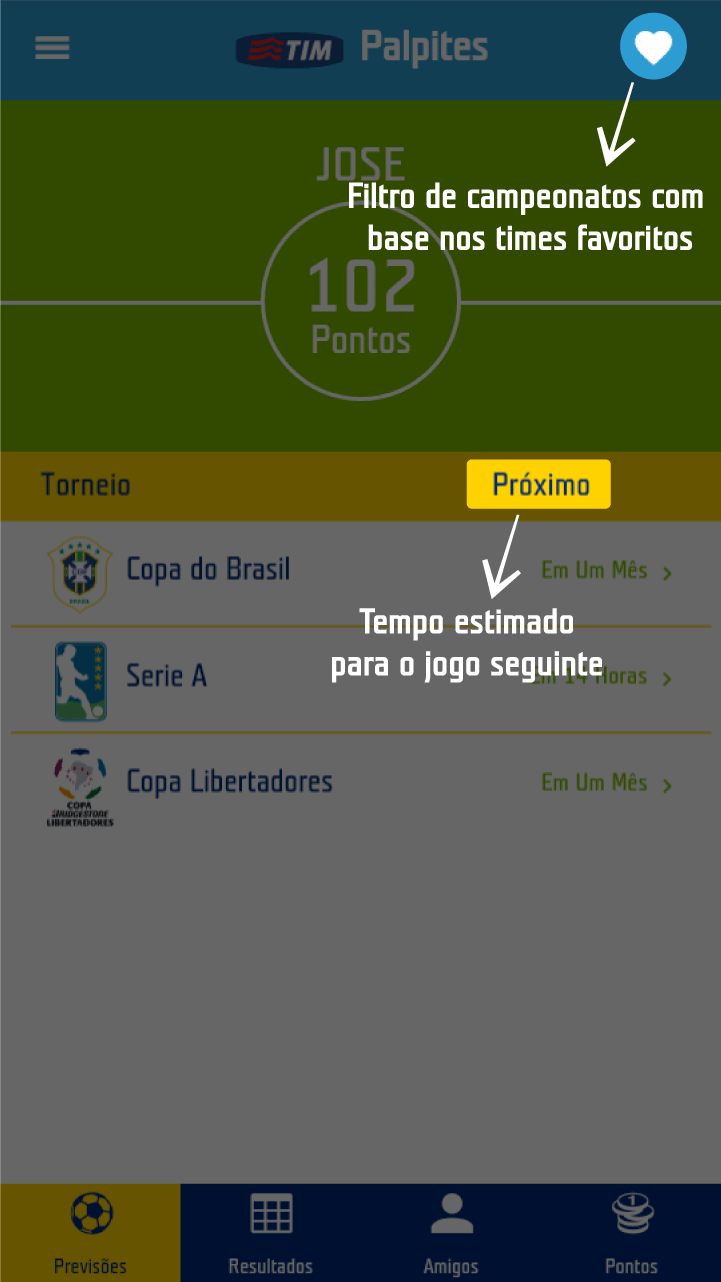 TIM Palpites
JOSE
Filtro de campeonatos com
base nos times favoritos
102
Pontos
Torneio
Próximo
Copa do Brasil
Em Um Mês
Tempo estimado
para o jogo seguinte
Serie A
Em 14 Horas
Copa Libertadores
Em Um Mês
COPA
BRIDGESTONE
LIBERTADORES
Previsões
Resultados
Amigos
1
Pontos